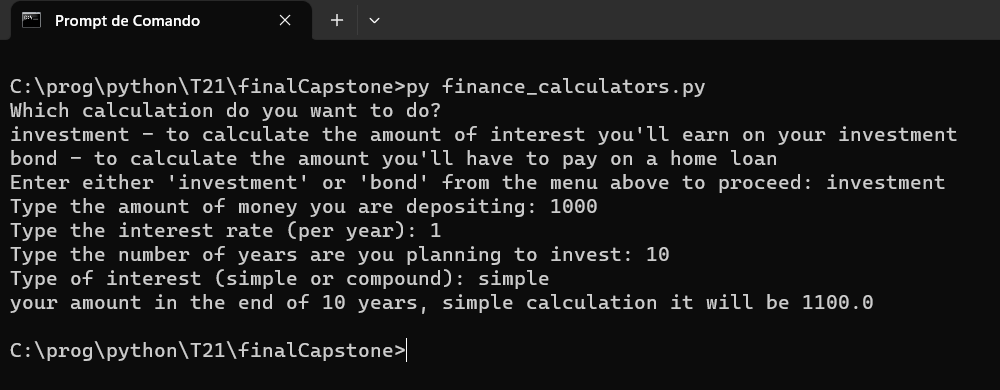 Prompt de Comando
C:\prog\python\T21\finalCapstone>py finance_calculators.py
Which calculation do you want to do?
investment - to calculate the amount of interest you'll earn on your investment
bond - to calculate the amount you'll have to pay on a home loan
Enter either 'investment' or 'bond' from the menu above to proceed: investment
Type the amount of money you are depositing: 1000
Type the interest rate (per year): 1
Type the number of years are you planning to invest: 10
Type of interest (simple or compound): simple
your amount in the end of 10 years, simple calculation it will be 1100.0
C:\prog\python\T21\finalCapstone>